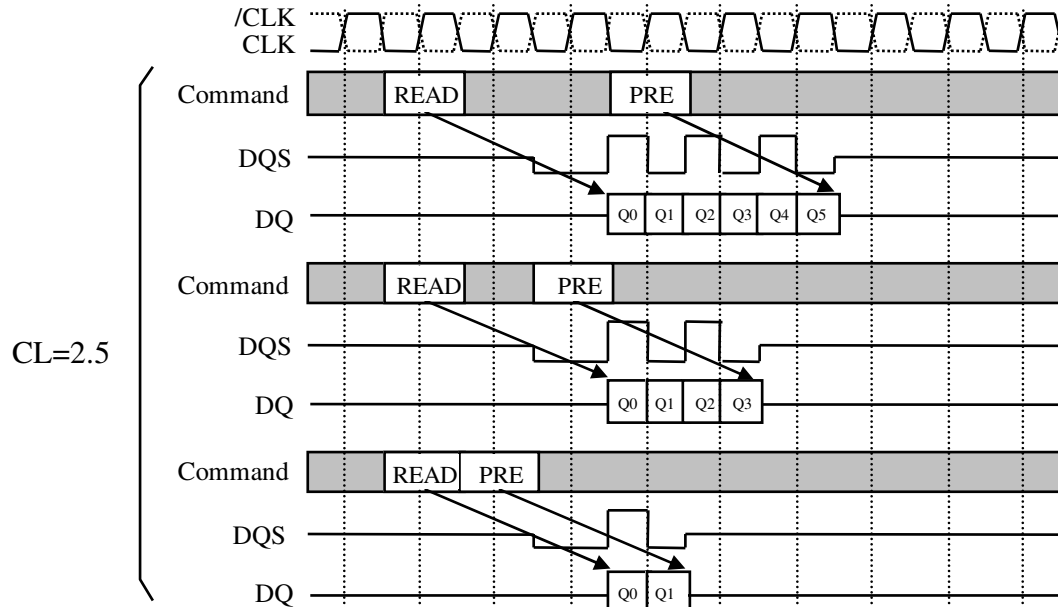 /CLK
CLK
Command READ PRE
DQS
DQ Q0 Q1 Q2 Q3 Q4 Q5
Command READ PRE
CL=2.5
DQS
DQ Q0 Q1 Q2 Q3
Command READ PRE
DQS
DQ Q0 Q1